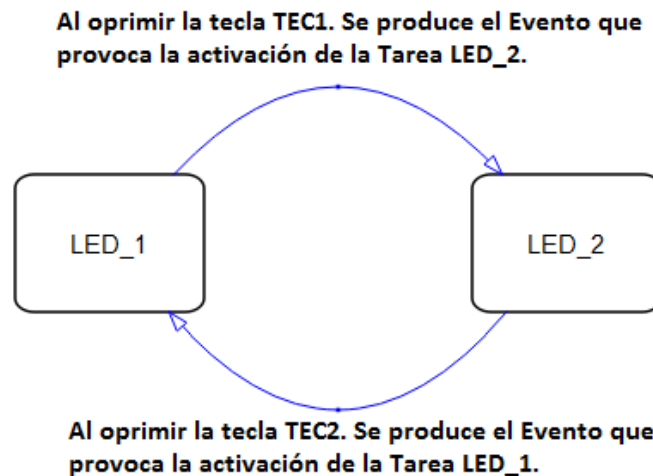 Al oprimir la tecla TEC1. Se produce el Evento que
provoca la activación de la Tarea LED_2.
LED_1
LED_2
Al oprimir la tecla TEC2. Se produce el Evento que
provoca la activación de la Tarea LED_1.